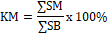 KM = ∑SM/∑SB x 100%